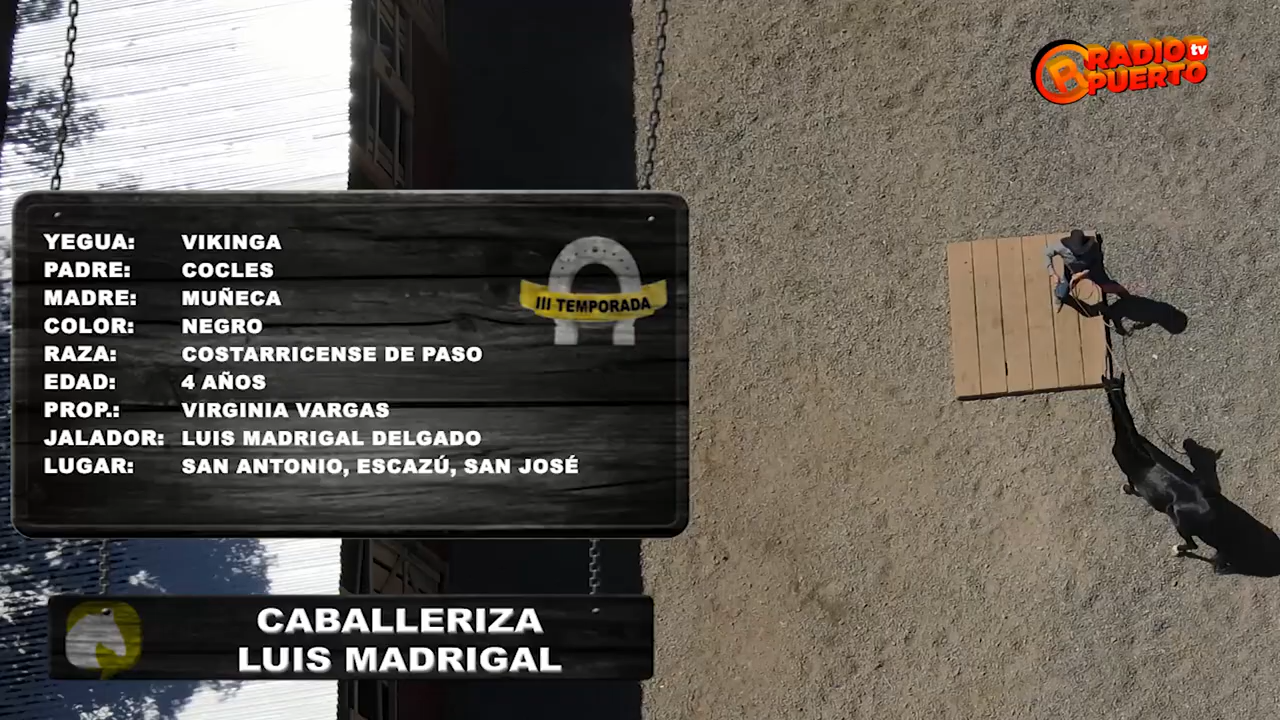 RADIO tv
PUERTO
YEGUA: VIKINGA
PADRE: COCLES
MADRE: MUÑECA
COLOR: NEGRO
RAZA: COSTARRICENSE DE PASO
EDAD: 4 AÑOS
PROP.: VIRGINIA VARGAS
JALADOR: LUIS MADRIGAL DELGADO
LUGAR: SAN ANTONIO, ESCAZÚ, SAN JOSÉ
III TEMPORADA
CABALLERIZA
LUIS MADRIGAL